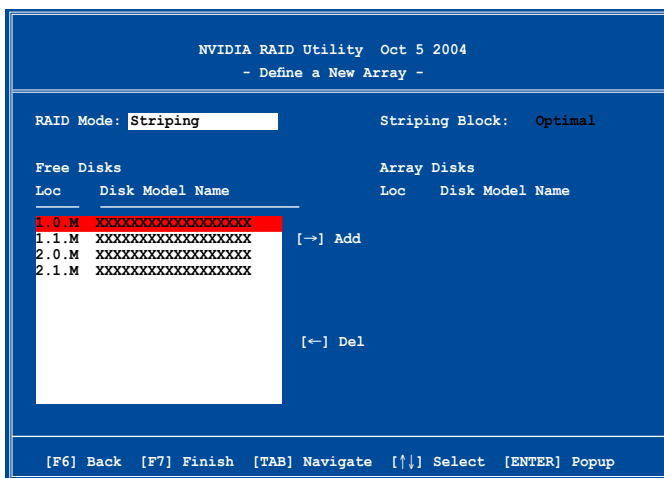 NVIDIA RAID Utility Oct 5 2004
- Define a New Array -
RAID Mode: Striping Striping Block: Optimal
Free Disks Array Disks
Loc Disk Model Name Loc Disk Model Name
1.0.M XXXXXXXXXXXXXXXXXX
1.1.M XXXXXXXXXXXXXXXXXX
2.0.M XXXXXXXXXXXXXXXXXX
2.1.M XXXXXXXXXXXXXXXXXX
[→] Add
[←] Del
[F6] Back [F7] Finish [TAB] Navigate [↑↓] Select [ENTER] Popup